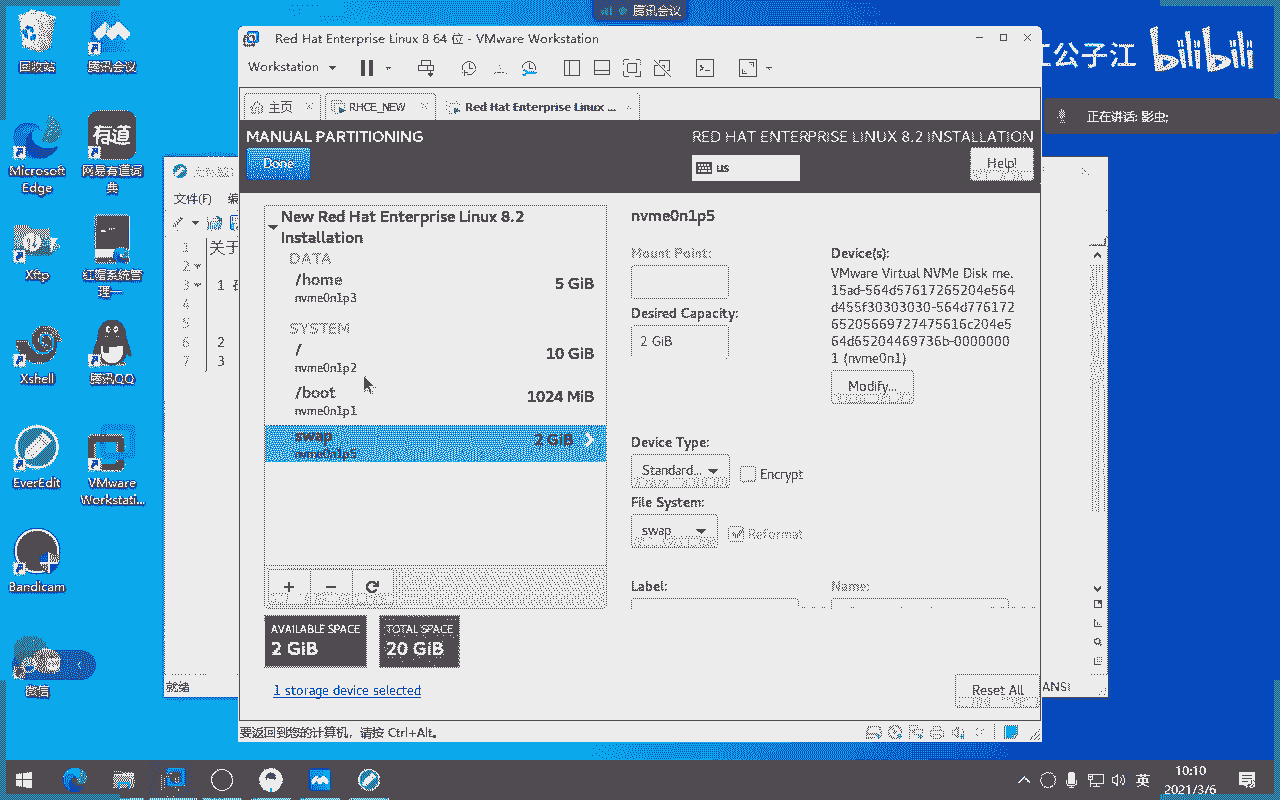 腾讯会议
回收站
腾讯会议
Microsoft
Edge
有道
网易有道词
典
Xftp
红帽系统管
理一
Xshell
腾讯QQ
EverEdit
VMware
Workstati...
Bandicam
微信
公子江
bilibili
正在讲话: 影虫;
Red Hat Enterprise Linux 8 64 位 - VMware Workstation
Workstation
主页
RHCE_NEW
Red Hat Enterprise Linux ...
MANUAL PARTITIONING
RED HAT ENTERPRISE LINUX 8.2 INSTALLATION
Done
us
Help!
文件(F)
1
关于
2
3
1
4
5
6
2
7
3
就绪
ANSI
New Red Hat Enterprise Linux 8.2
Installation
DATA
/home
5 GiB
nvme0n1p3
SYSTEM
/
10 GiB
nvme0n1p2
/boot
1024 MiB
nvme0n1p1
swap
2 GiB
nvme0n1p5
+
−
AVAILABLE SPACE
2 GiB
TOTAL SPACE
20 GiB
1 storage device selected
nvme0n1p5
Mount Point:
Desired Capacity:
2 GiB
Device(s):
VMware Virtual NVMe Disk nvme.
15ad-564d57617265204e564
d455f30303030-564d776172
65205669727475616c204e5
64d65204469736b-0000000
1 (nvme0n1)
Modify...
Device Type:
Standard...
Encrypt
File System:
swap
Reformat
Label:
Name:
Reset All
要返回到您的计算机，请按 Ctrl+Alt。
英
10:10
2021/3/6